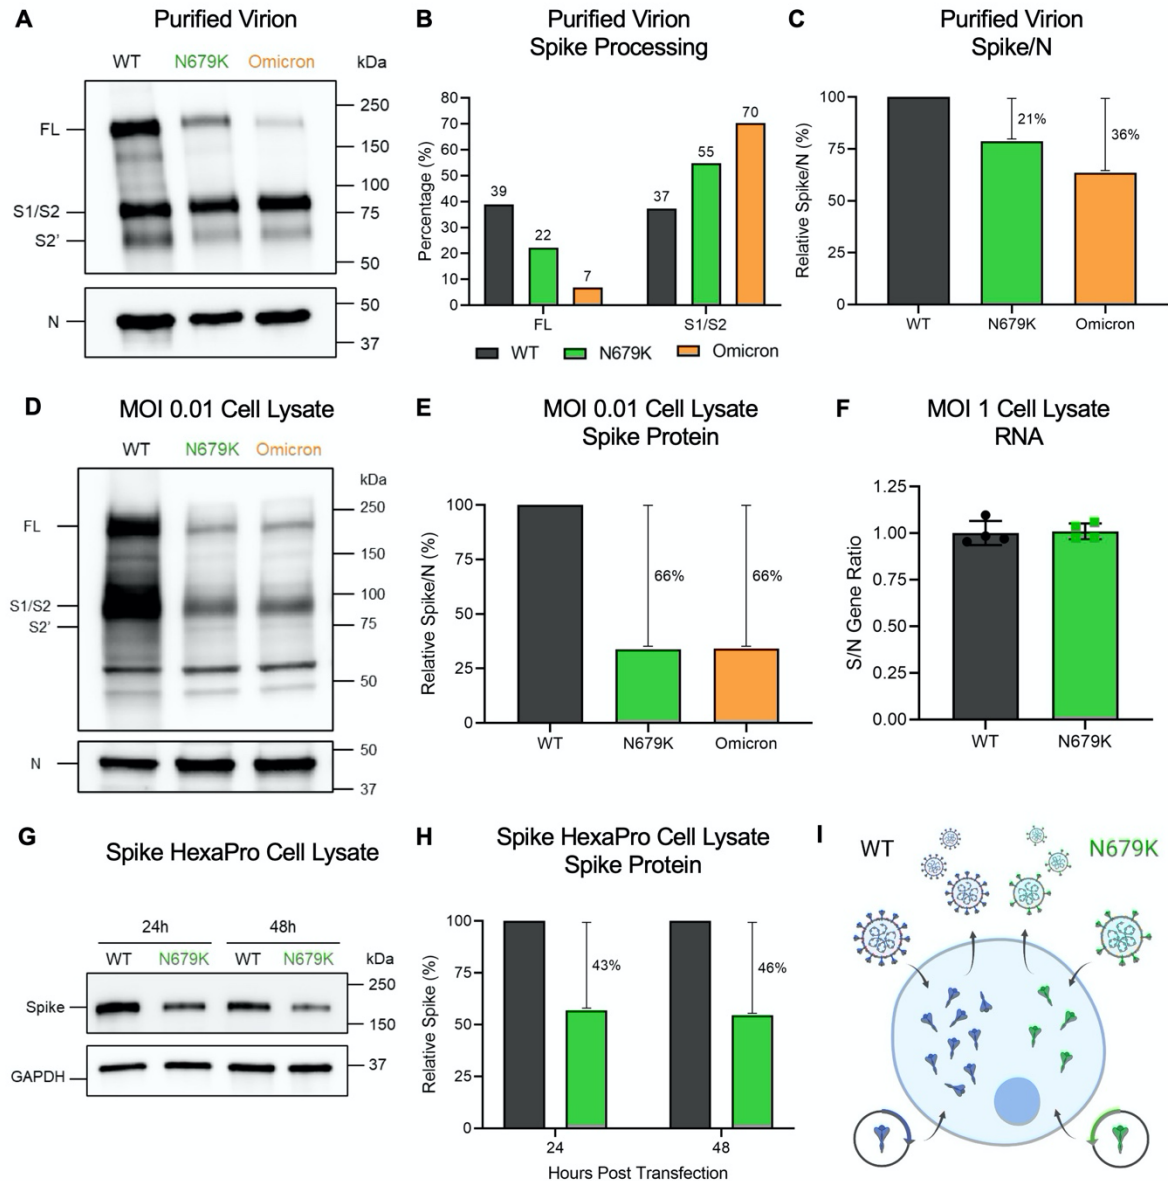 A
Purified Virion
WT N679K Omicron kDa
FL
S1/S2
S2'
N
250
150
100
75
50
50
37
B
Purified Virion
Spike Processing
Percentage (%)
80
70
60
50
40
30
20
10
0
39
22
7
37
55
70
FL S1/S2
WT N679K Omicron
C
Purified Virion
Spike/N
Relative Spike/N (%)
100
75
50
25
0
21%
36%
WT N679K Omicron
D
MOI 0.01 Cell Lysate
WT N679K Omicron
kDa
FL
S1/S2
S2'
N
250
150
100
75
50
50
37
E
MOI 0.01 Cell Lysate
Spike Protein
Relative Spike/N (%)
100
75
50
25
0
66%
66%
WT N679K Omicron
F
MOI 1 Cell Lysate
RNA
S/N Gene Ratio
1.25
1.00
0.75
0.50
0.25
0.00
WT N679K
G
Spike HexaPro Cell Lysate
24h 48h
WT N679K WT N679K kDa
Spike
GAPDH
250
150
37
H
Spike HexaPro Cell Lysate
Spike Protein
Relative Spike (%)
100
75
50
25
0
43%
46%
24 48
Hours Post Transfection
I
WT N679K